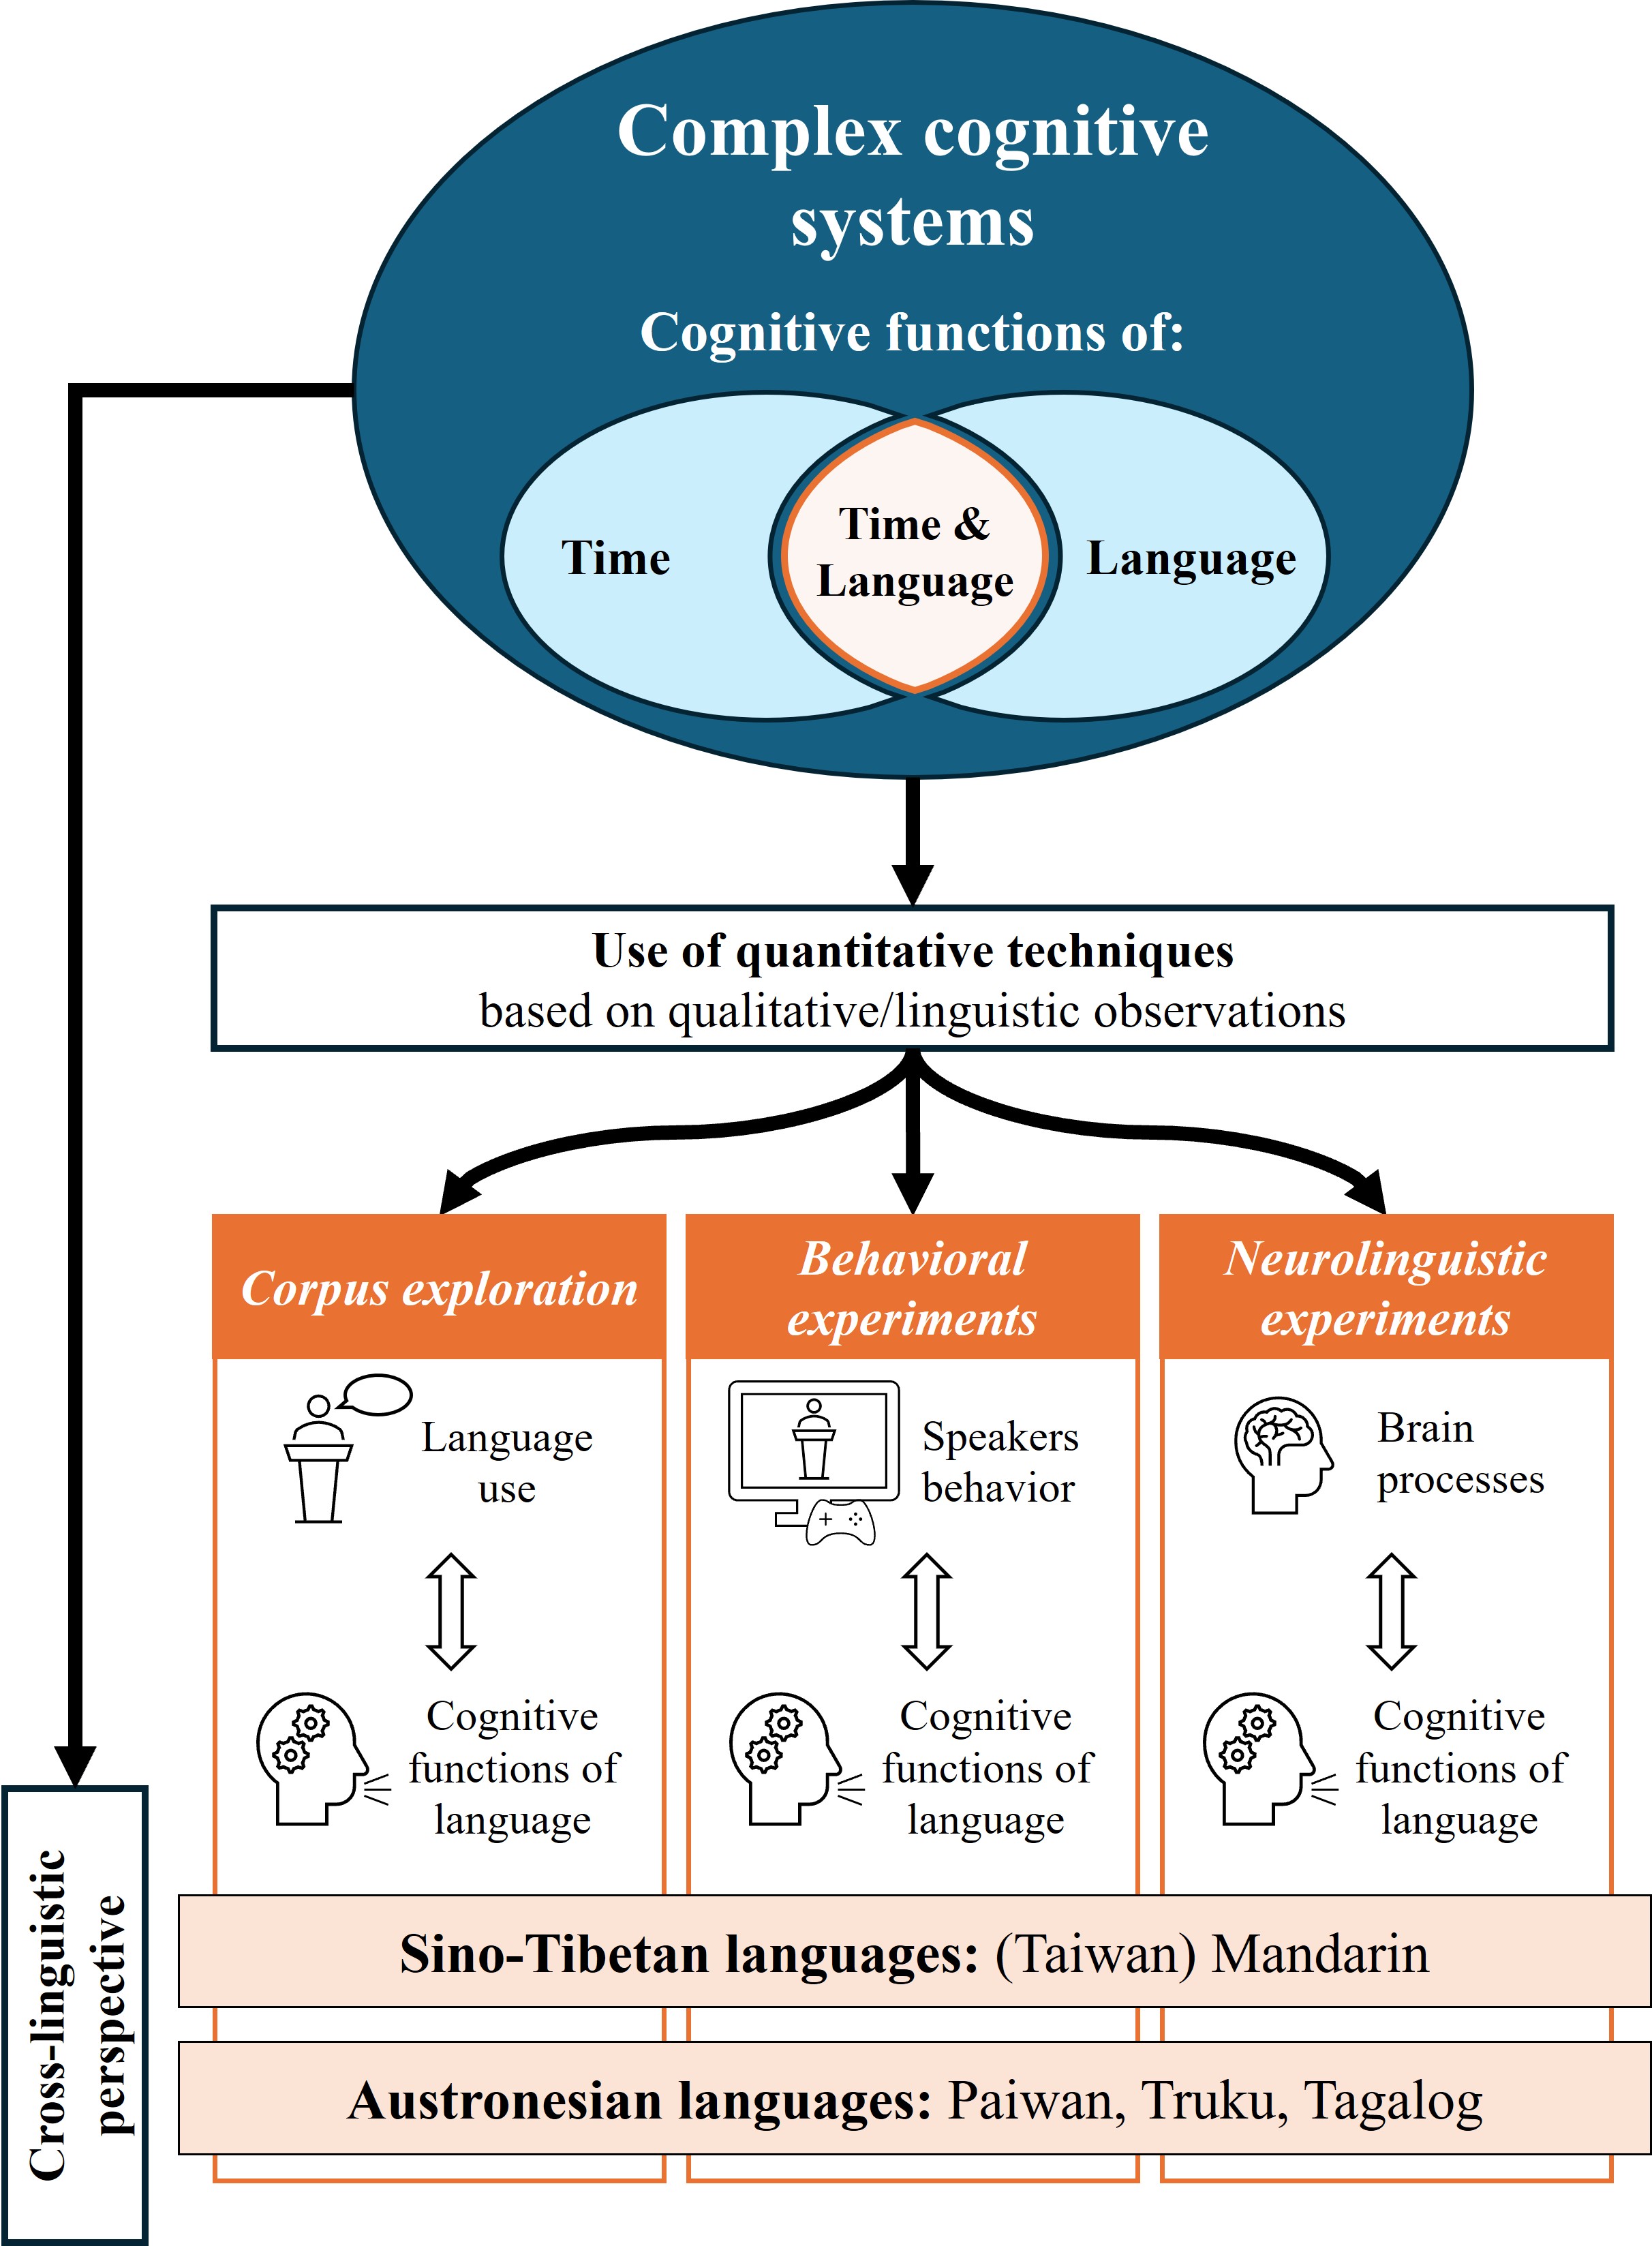 Complex cognitive
systems
Cognitive functions of:
Time
Time &
Language
Language
Use of quantitative techniques
based on qualitative/linguistic observations
Corpus exploration
Behavioral
experiments
Neurolinguistic
experiments
Language
use
Speakers
behavior
Brain
processes
Cognitive
functions of
language
Cognitive
functions of
language
Cognitive
functions of
language
Cross-linguistic
perspective
Sino-Tibetan languages: (Taiwan) Mandarin
Austronesian languages: Paiwan, Truku, Tagalog